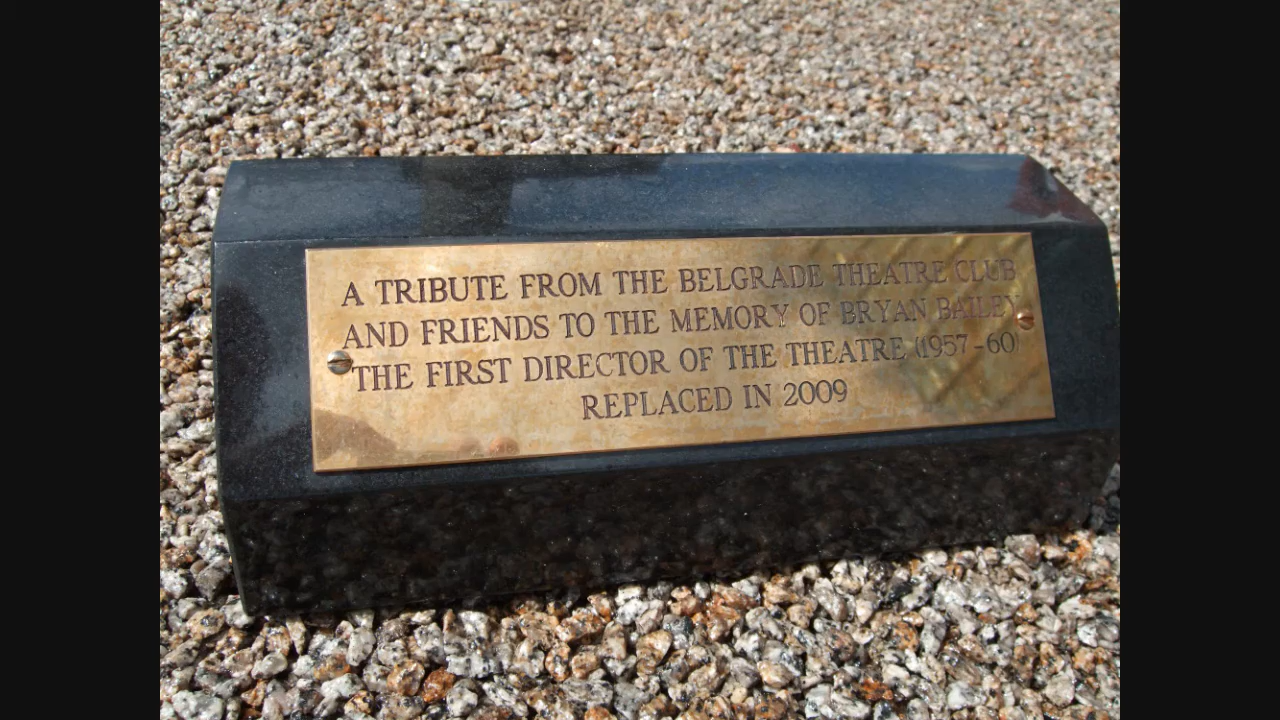 A TRIBUTE FROM THE BELGRADE THEATRE CLUB
AND FRIENDS TO THE MEMORY OF BRYAN BAILEY
THE FIRST DIRECTOR OF THE THEATRE (1957-60)
REPLACED IN 2009